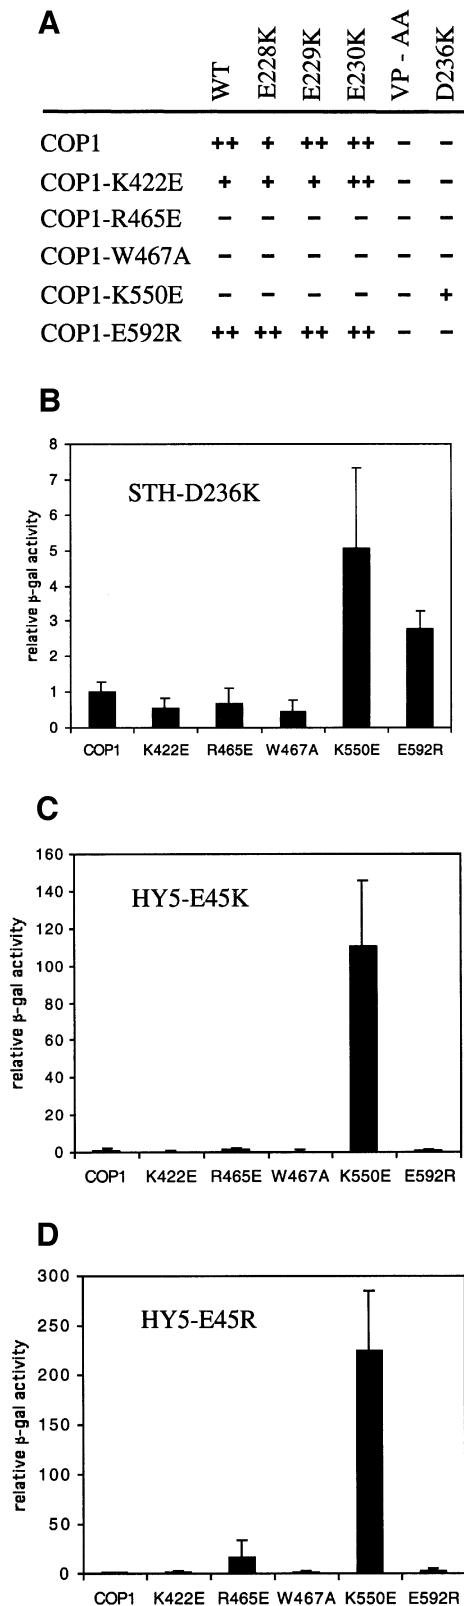 A
WT E228K E229K E230K VP - AA D236K
COP1 ++ + ++ ++ − −
COP1-K422E + + + ++ − −
COP1-R465E − − − − − −
COP1-W467A − − − − − −
COP1-K550E − − − − − +
COP1-E592R ++ ++ ++ ++ − −
B
STH-D236K
relative β-gal activity
8
7
6
5
4
3
2
1
0
COP1 K422E R465E W467A K550E E592R
C
HY5-E45K
relative β-gal activity
160
140
120
100
80
60
40
20
0
COP1 K422E R465E W467A K550E E592R
D
HY5-E45R
relative β-gal activity
300
250
200
150
100
50
0
COP1 K422E R465E W467A K550E E592R